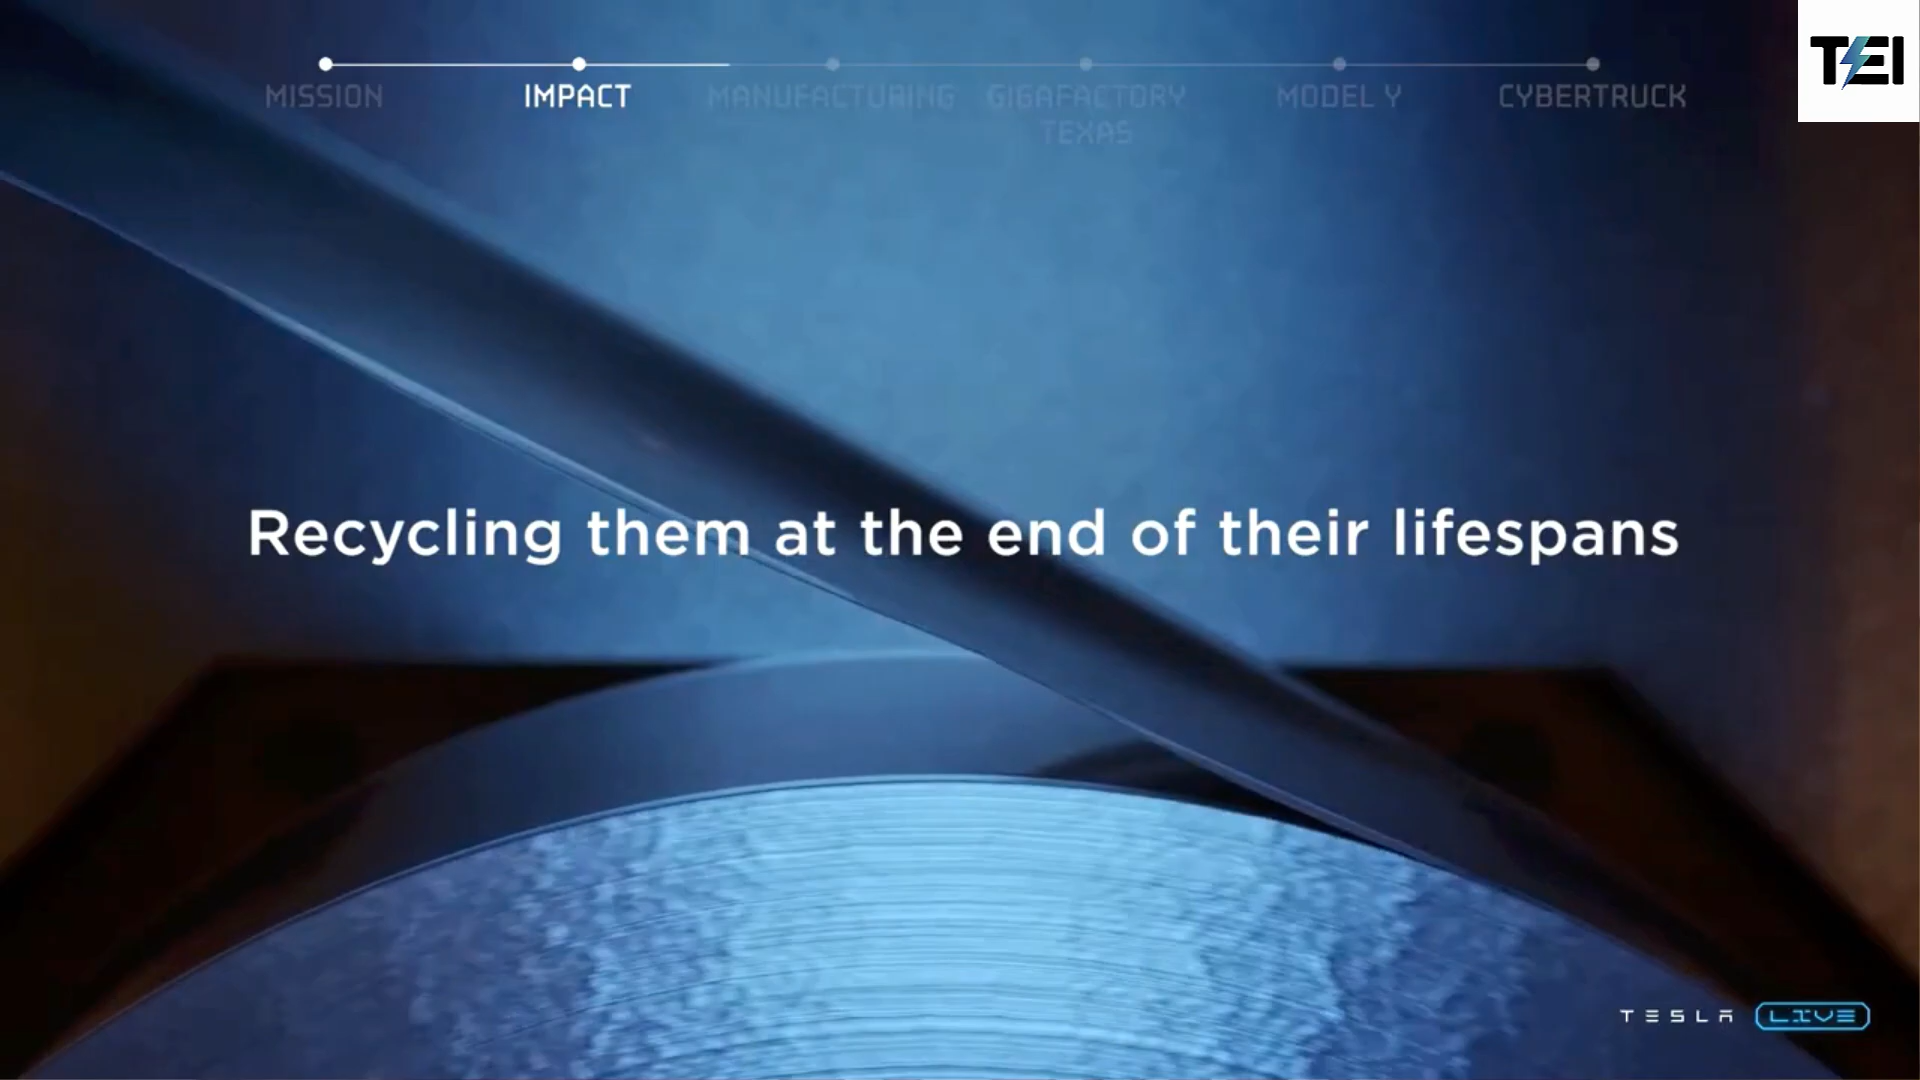 MISSION
IMPACT
MANUFACTURING
GIGAFACTORY
TEXAS
MODEL Y
CYBERTRUCK
TEI
Recycling them at the end of their lifespans
TESLA LIVE